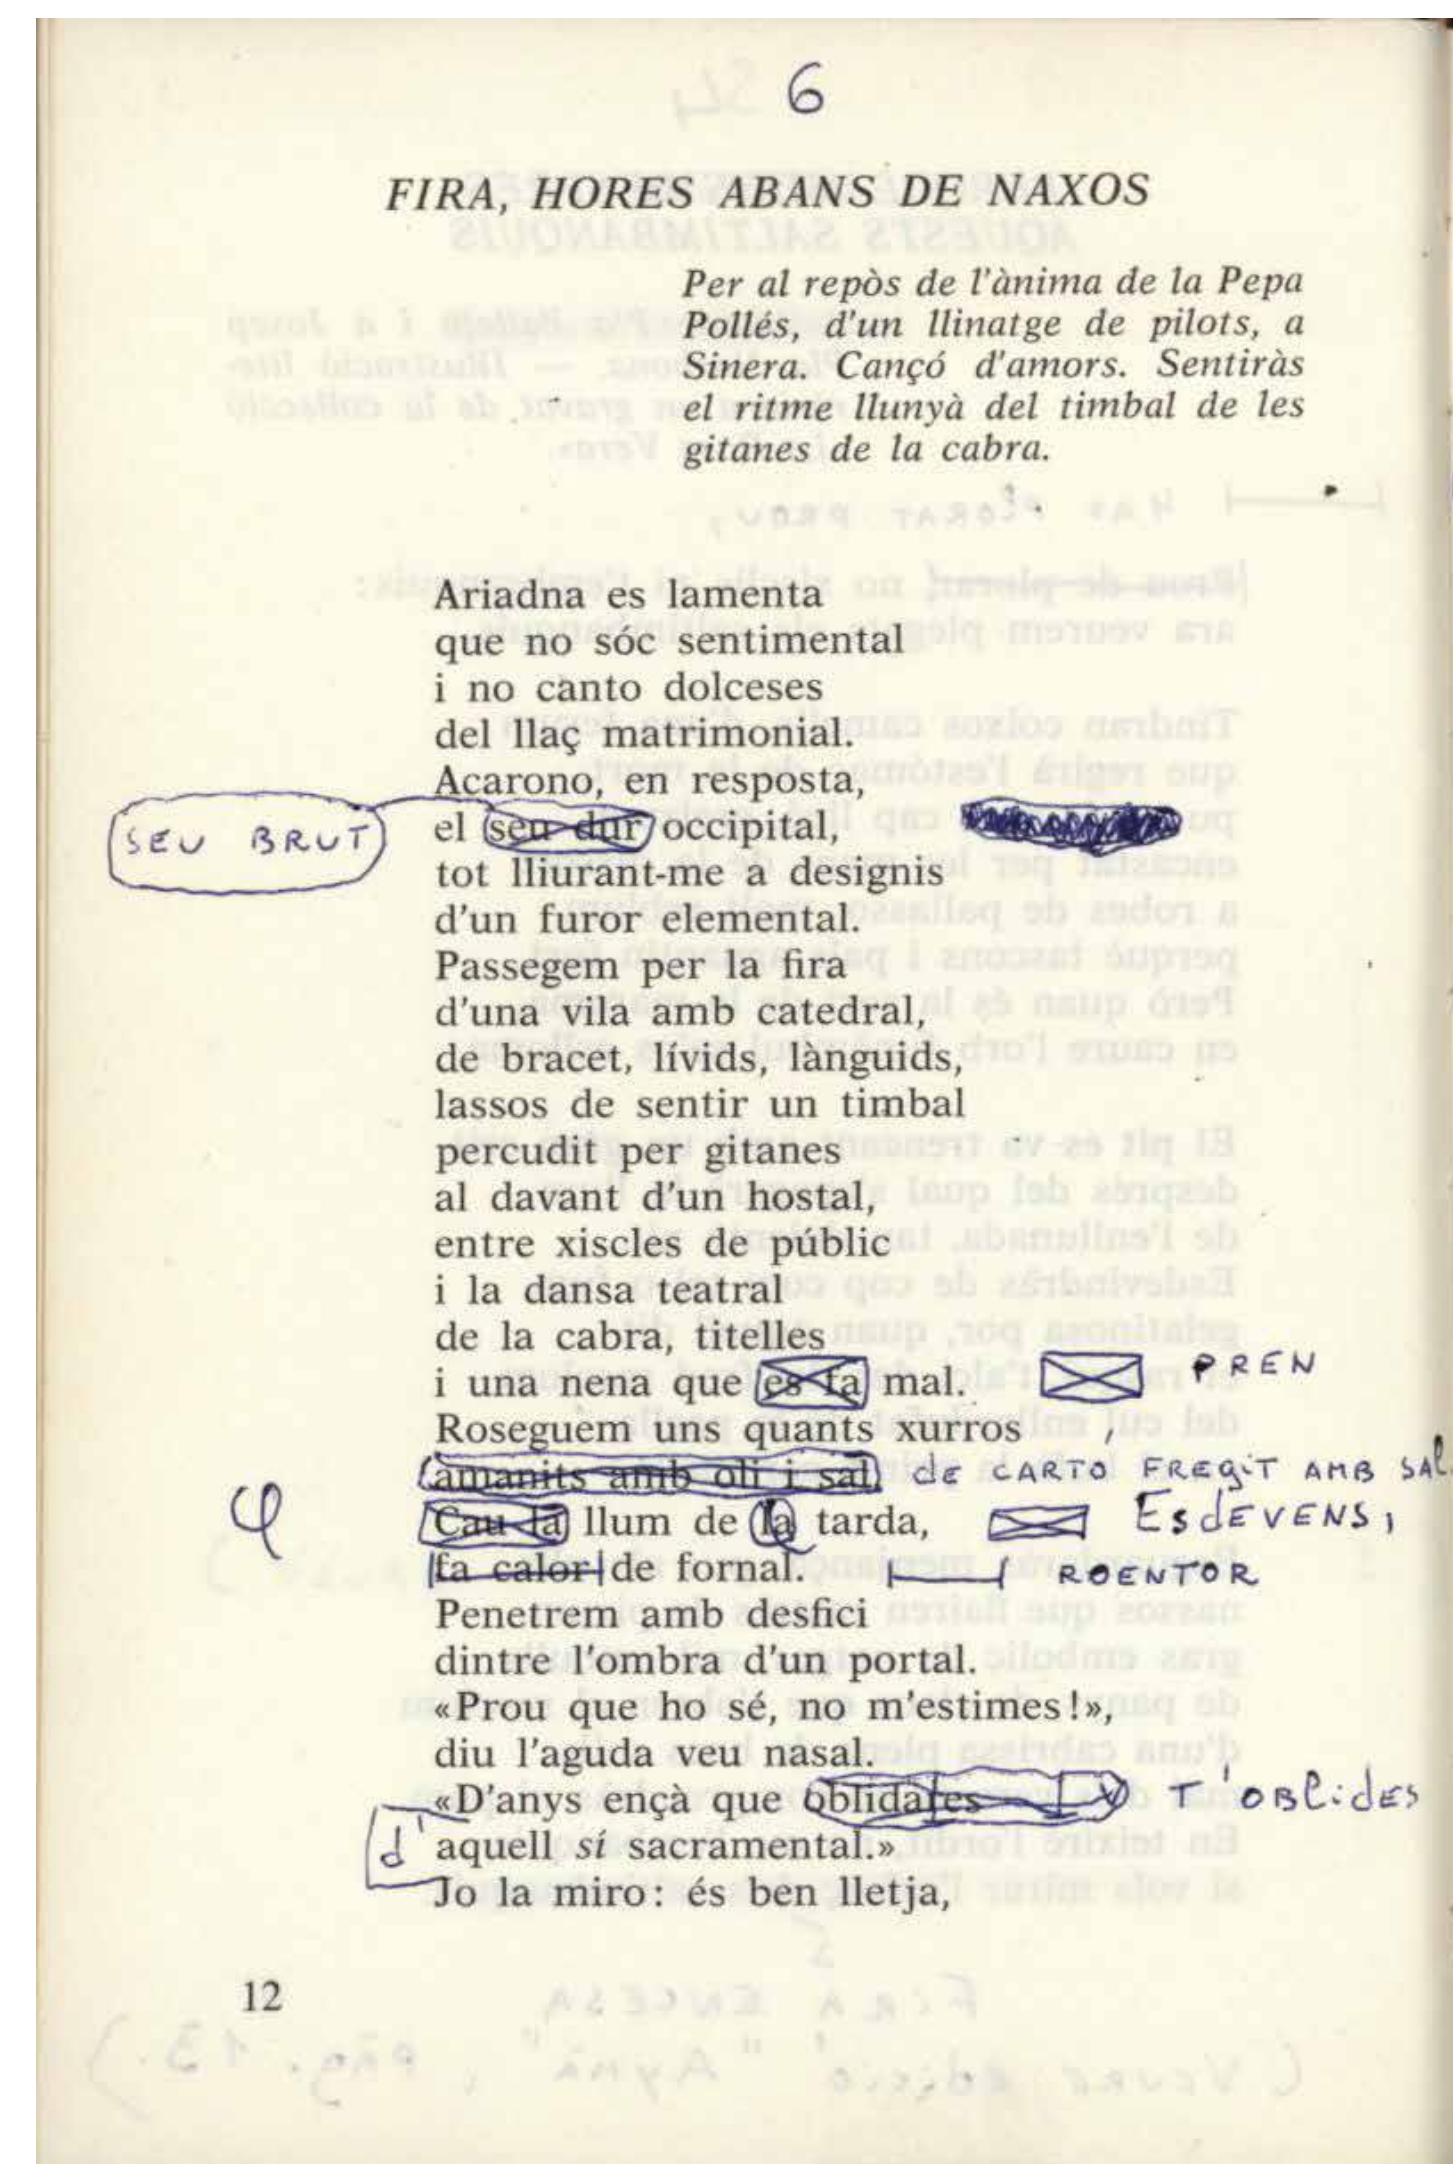 6
FIRA, HORES ABANS DE NAXOS
Per al repòs de l'ànima de la Pepa
Pollés, d'un llinatge de pilots, a
Sinera. Cançó d'amors. Sentiràs
el ritme llunyà del timbal de les
gitanes de la cabra.
Ariadna es lamenta
que no sóc sentimental
i no canto dolceses
del llaç matrimonial.
Acarono, en resposta,
SEU BRUT el seu dur occipital,
tot lliurant-me a designis
d'un furor elemental.
Passegem per la fira
d'una vila amb catedral,
de bracet, lívids, lànguids,
lassos de sentir un timbal
percudit per gitanes
al davant d'un hostal,
entre xiscles de públic
i la dansa teatral
de la cabra, titelles
i una nena que es fa mal. PREN
Roseguem uns quants xurros ,
amanits amb oli i sal, de CARTO FREGIT AMB SAL.
Cau la llum de la tarda, ESdEVENS,
fa calor de fornal. ROENTOR
Penetrem amb desfici
dintre l'ombra d'un portal.
«Prou que ho sé, no m'estimes!»,
diu l'aguda veu nasal.
«D'anys ençà que oblidares T'OBLidES
d' aquell sí sacramental.»
Jo la miro: és ben lletja,
12